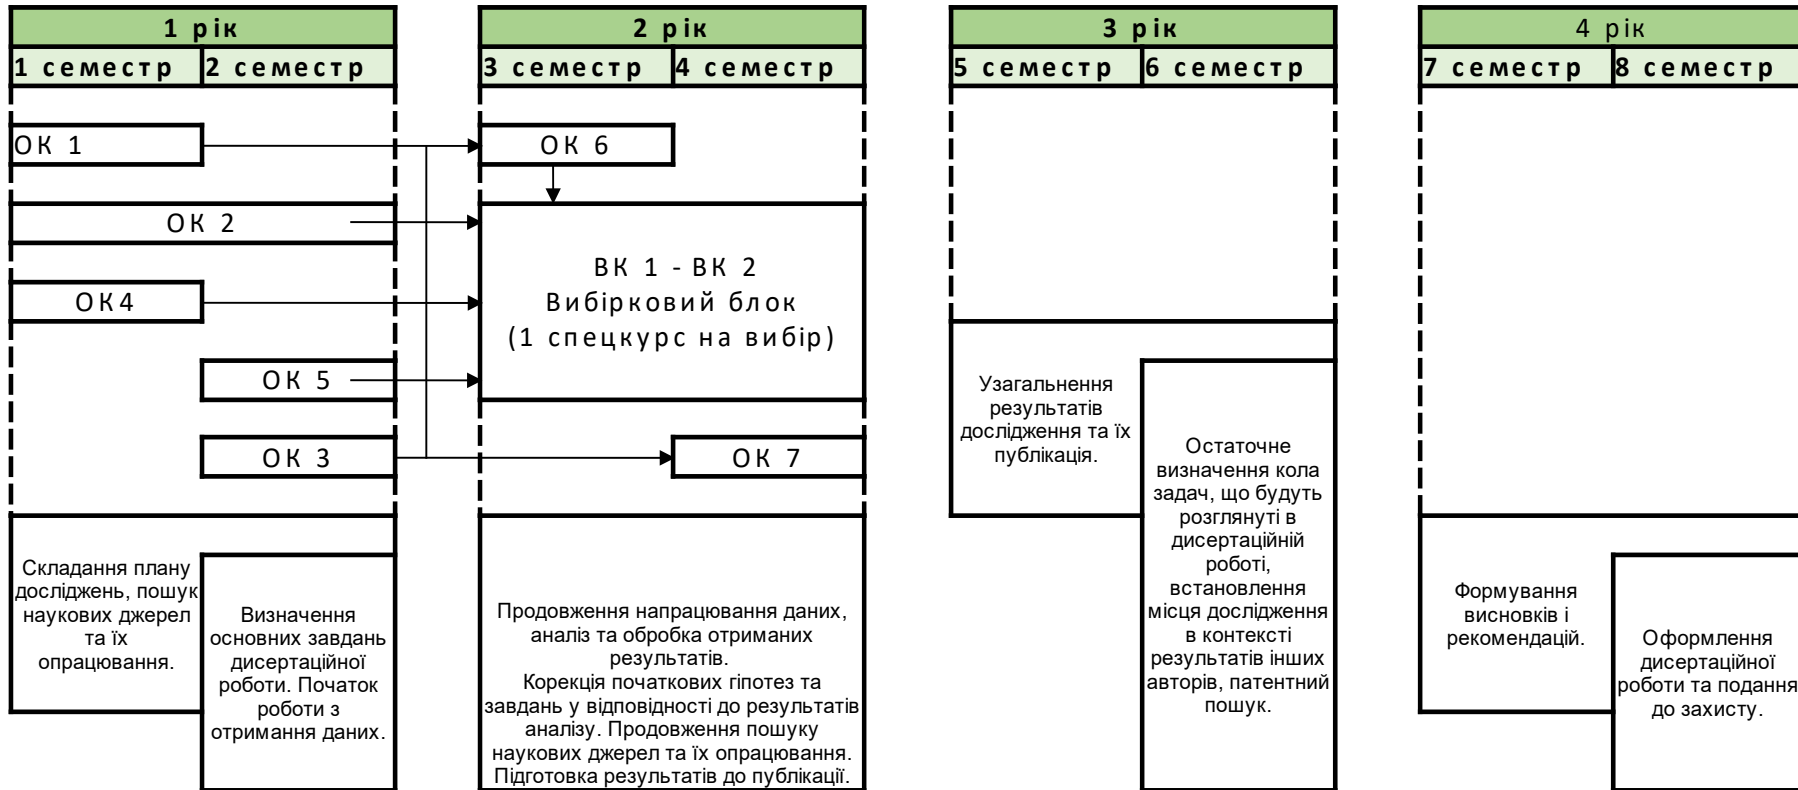 1 рік
2 рік
3 рік
4 рік
1 семестр
2 семестр
3 семестр
4 семестр
5 семестр
6 семестр
7 семестр
8 семестр
ОК 1
ОК 6
ОК 2
ВК 1 - ВК 2
Вибірковий блок
(1 спецкурс на вибір)
ОК4
ОК 5
ОК 3
ОК 7
Складання плану
досліджень, пошук
наукових джерел
та їх
опрацювання.
Визначення
основних завдань
дисертаційної
роботи. Початок
роботи з
отримання даних.
Продовження напрацювання даних,
аналіз та обробка отриманих
результатів.
Корекція початкових гіпотез та
завдань у відповідності до результатів
аналізу. Продовження пошуку
наукових джерел та їх опрацювання.
Підготовка результатів до публікації.
Узагальнення
результатів
дослідження та їх
публікація.
Остаточне
визначення кола
задач, що будуть
розглянуті в
дисертаційній
роботі,
встановлення
місця дослідження
в контексті
результатів інших
авторів, патентний
пошук.
Формування
висновків і
рекомендацій.
Оформлення
дисертаційної
роботи та подання
до захисту.